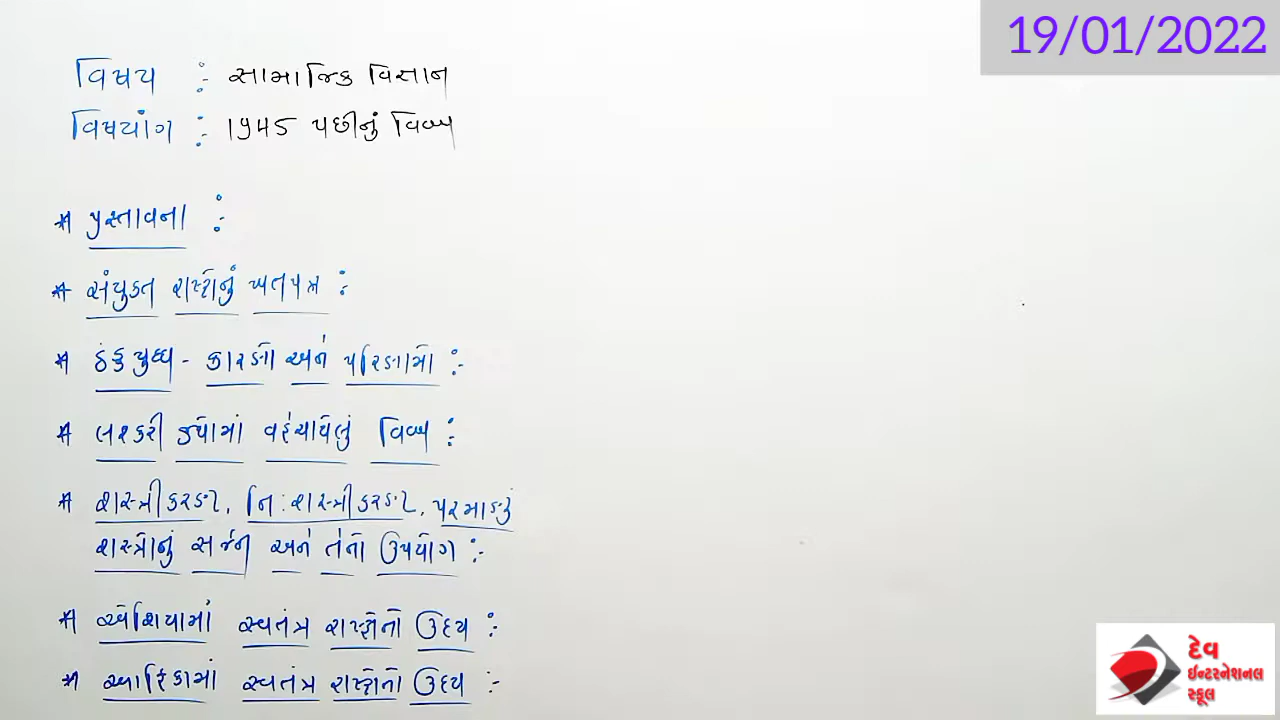 19/01/2022
વિષય :- સામાજિક વિજ્ઞાન
વિષયાંગ :- 1945 પછીનું વિશ્વ
* પ્રસ્તાવના :-
* સંયુક્ત રાષ્ટ્રોનું ખતપત્ર :-
* ઠંડુયુધ્ધ - કારણો અને પરિણામો :-
* લશ્કરી જૂથોમાં વહેંચાયેલું વિશ્વ :-
* શસ્ત્રીકરણ, નિ:શસ્ત્રીકરણ, પરમાણું
શસ્ત્રોનું સર્જન અને તેનો ઉપયોગ :-
* એશિયામાં સ્વતંત્ર રાષ્ટ્રોનો ઉદય :-
* આફ્રિકામાં સ્વતંત્ર રાષ્ટ્રોનો ઉદય :-
દેવ
ઈન્ટરનેશનલ
સ્કૂલ